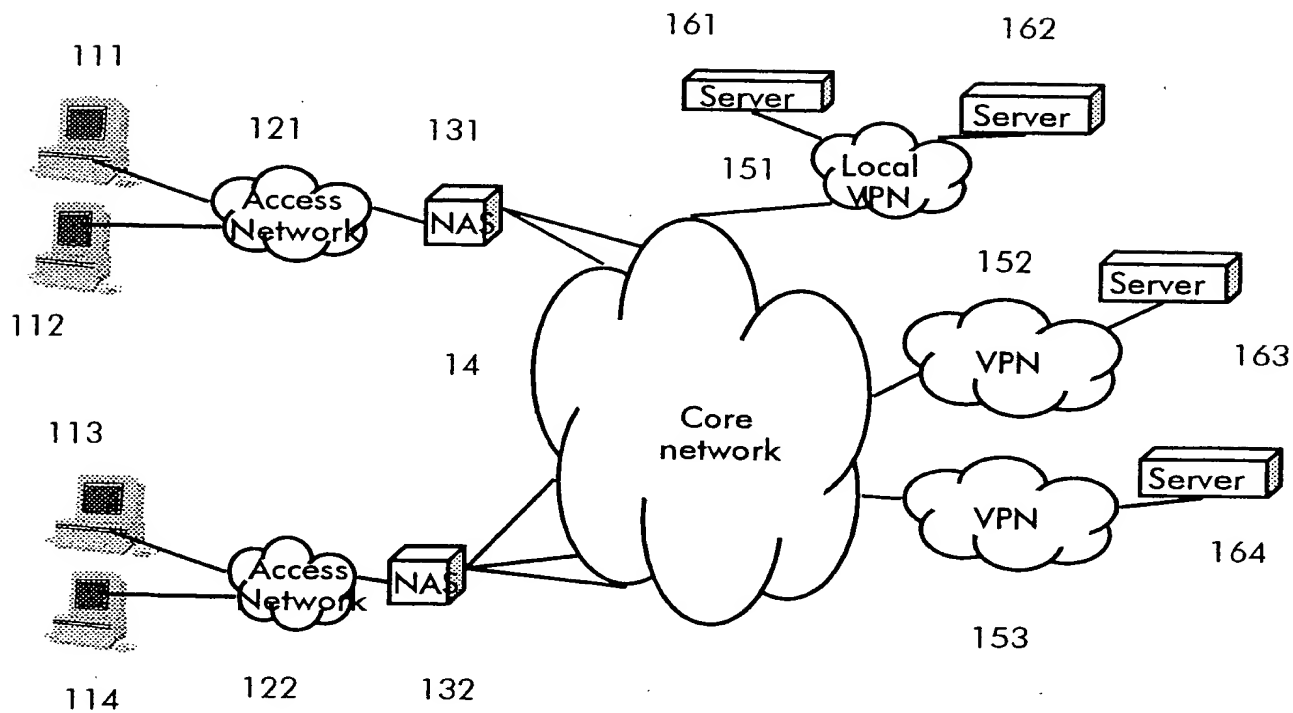 161
162
111
Server
Server
121
131
151
Local
VPN
Access
Network
NAS
152
Server
112
14
VPN
163
113
Core
network
Server
VPN
Access
Network
NAS
164
153
114
122
132